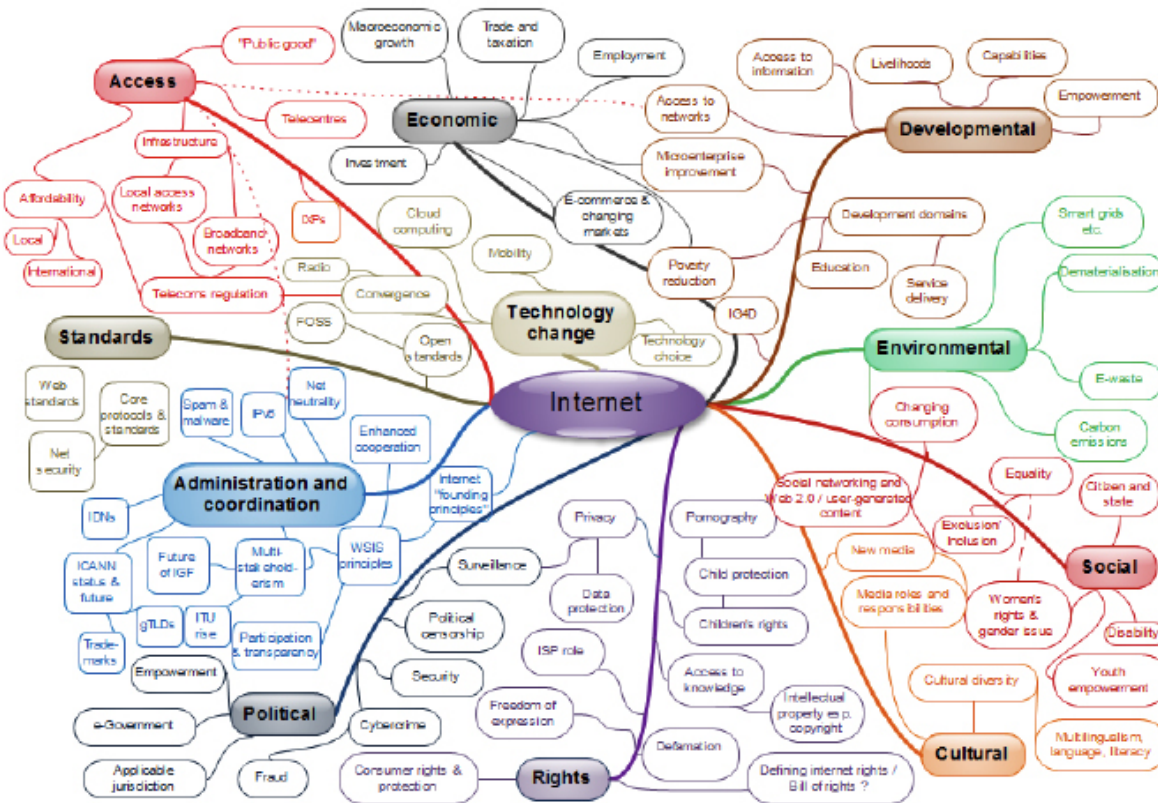 Macroeconomic
growth
Trade and
taxation
"Public good"
Employment
Access to
information
Livelihoods
Capabilities
Access
Empowerment
Economic
Access to
networks
Developmental
Telecentres
Infrastructure
Investment
Microenterprise
improvement
Affordability
Local access
networks
IXPs
Cloud
computing
E-commerce &
changing
markets
Development domains
Smart grids
etc.
Local
Broadband
networks
Mobility
International
Radio
Poverty
reduction
Education
Dematerialisation
Telecoms regulation
Convergence
Service
delivery
Technology
change
IG4D
FOSS
Standards
Open
standards
Technology
choice
Environmental
Web
standards
Core
protocols &
standards
Spam &
malware
IPv6
Net
neutrality
Internet
E-waste
Changing
consumption
Enhanced
cooperation
Carbon
emissions
Net
security
Administration and
coordination
Internet
"founding
principles"
Social networking and
Web 2.0 / user-generated
content
Equality
Citizen and
state
IDNs
Privacy
Pornography
Exclusion/
Inclusion
ICANN
status &
future
Future
of IGF
Multi-
stakehold-
erism
WSIS
principles
New media
Surveillance
Child protection
Social
Data
protection
Media roles and
responsibilities
Women's
rights &
gender issue
gTLDs
ITU
rise
Participation
& transparency
Political
censorship
Children's rights
Disability
Trade-
marks
ISP role
Empowerment
Security
Access to
knowledge
Cultural diversity
Youth
empowerment
Political
e-Government
Cybercrime
Freedom of
expression
Intellectual
property esp.
copyright
Multilingualism,
language, literacy
Defamation
Cultural
Applicable
jurisdiction
Fraud
Consumer rights &
protection
Rights
Defining internet rights /
Bill of rights ?